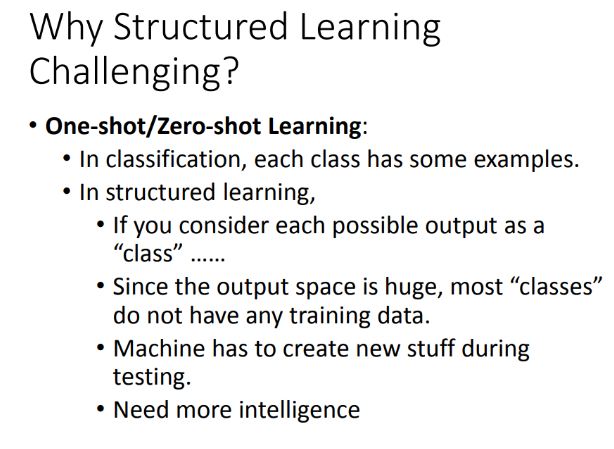 Why Structured Learning
Challenging?
• One-shot/Zero-shot Learning:
• In classification, each class has some examples.
• In structured learning,
• If you consider each possible output as a
“class” ......
• Since the output space is huge, most “classes”
do not have any training data.
• Machine has to create new stuff during
testing.
• Need more intelligence